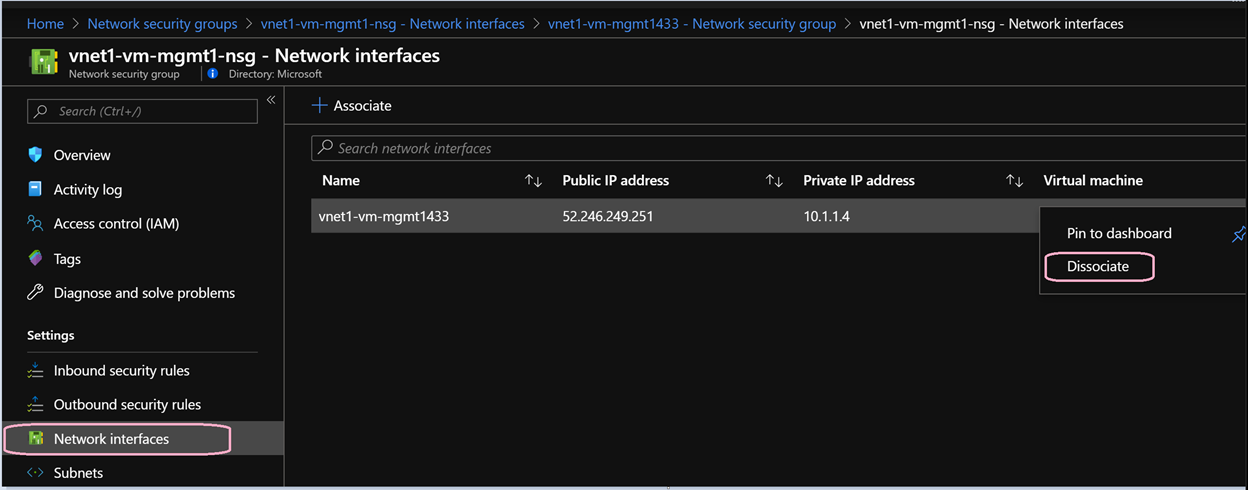 Home > Network security groups > vnet1-vm-mgmt1-nsg - Network interfaces > vnet1-vm-mgmt1433 - Network security group > vnet1-vm-mgmt1-nsg - Network interfaces
vnet1-vm-mgmt1-nsg - Network interfaces
Network security group Directory: Microsoft
Search (Ctrl+/)
Overview
Activity log
Access control (IAM)
Tags
Diagnose and solve problems
Settings
Inbound security rules
Outbound security rules
Network interfaces
Subnets
Associate
Search network interfaces
Name Public IP address Private IP address Virtual machine
vnet1-vm-mgmt1433 52.246.249.251 10.1.1.4
Pin to dashboard
Dissociate